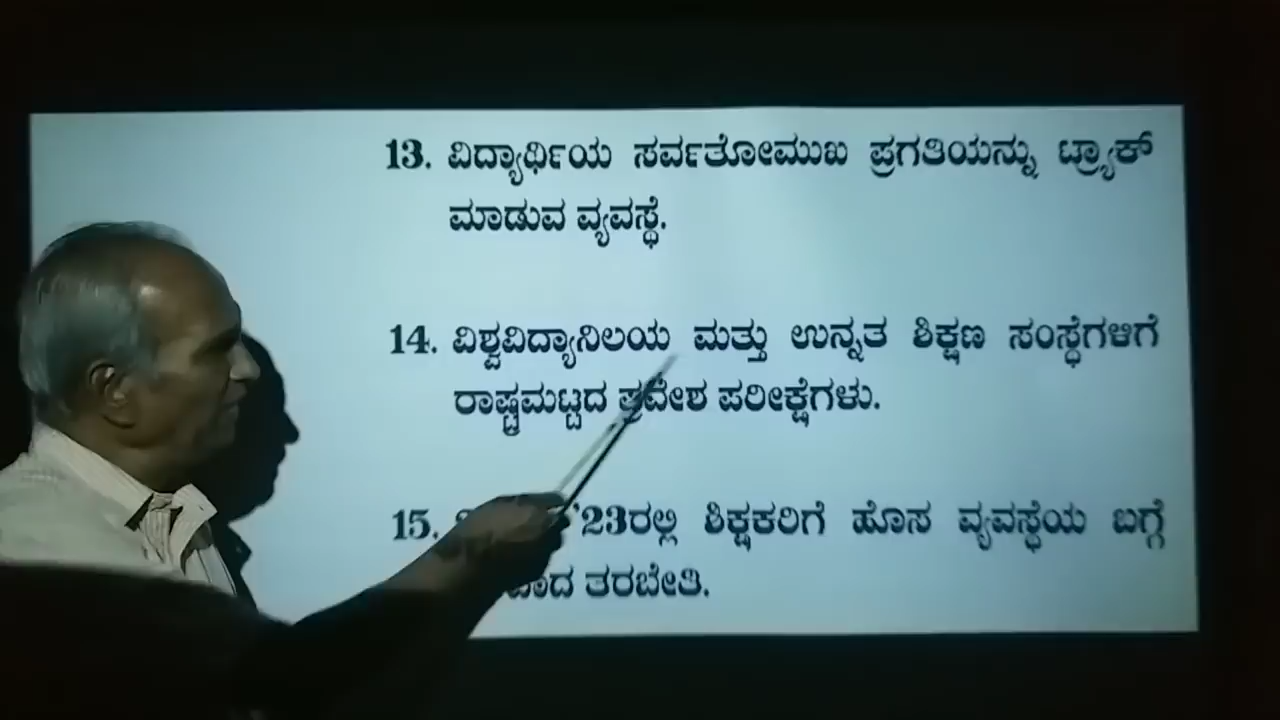 13. ವಿದ್ಯಾರ್ಥಿಯ ಸರ್ವತೋಮುಖ ಪ್ರಗತಿಯನ್ನು ಟ್ರ್ಯಾಕ್
ಮಾಡುವ ವ್ಯವಸ್ಥೆ.
14. ವಿಶ್ವವಿದ್ಯಾನಿಲಯ ಮತ್ತು ಉನ್ನತ ಶಿಕ್ಷಣ ಸಂಸ್ಥೆಗಳಿಗೆ
ರಾಷ್ಟ್ರಮಟ್ಟದ ಪ್ರವೇಶ ಪರೀಕ್ಷೆಗಳು.
15. '23ರಲ್ಲಿ ಶಿಕ್ಷಕರಿಗೆ ಹೊಸ ವ್ಯವಸ್ಥೆಯ ಬಗ್ಗೆ
ತರಬೇತಿ.